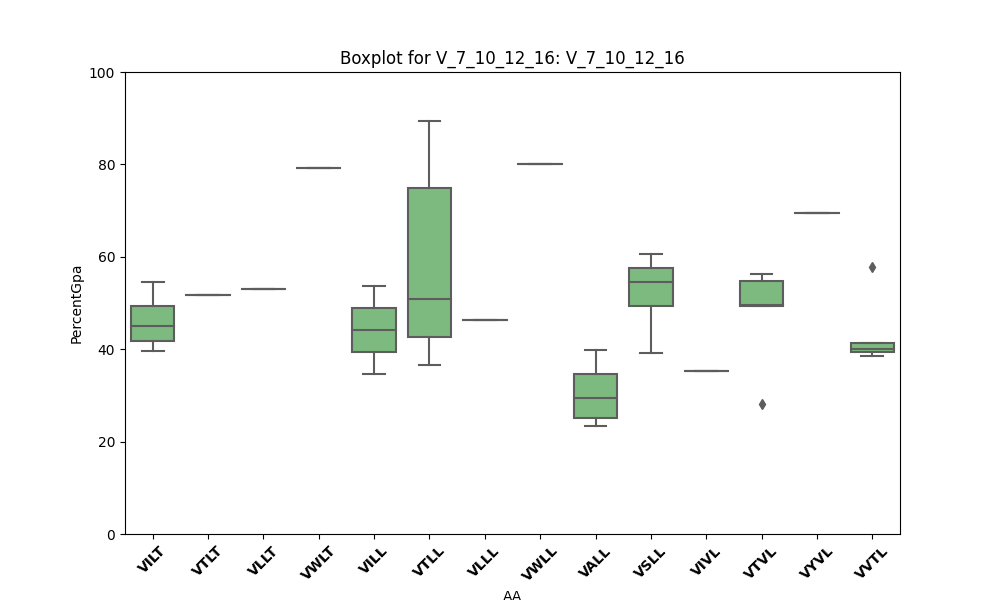 Boxplot for V_7_10_12_16: V_7_10_12_16
PercentGpa
100
80
60
40
20
0
VILT VTLT VLLT VWLT VILL VTLL VLLL VWLL VALL VSLL VIVL VTVL VYVL VVTL
AA